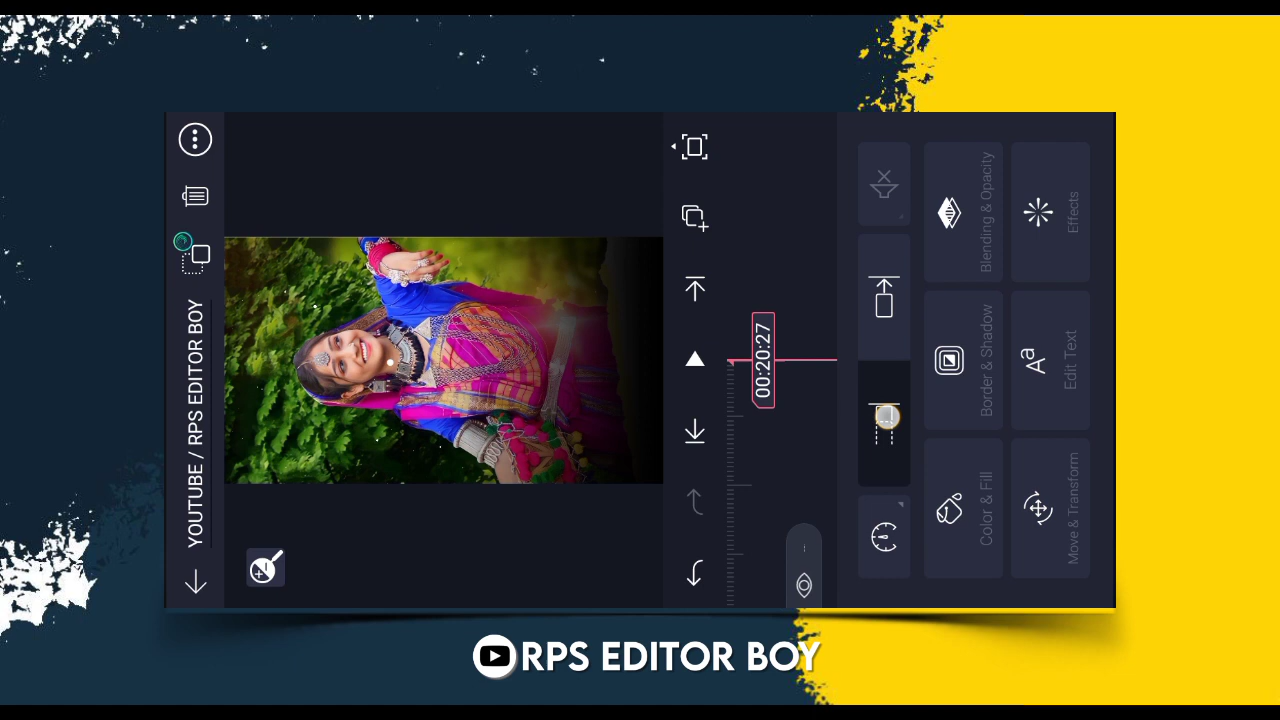 YOUTUBE / RPS EDITOR BOY
00:20:27
Color & Fill
Border & Shadow
Blending & Opacity
Move & Transform
Edit Text
Aa
Effects
RPS EDITOR BOY